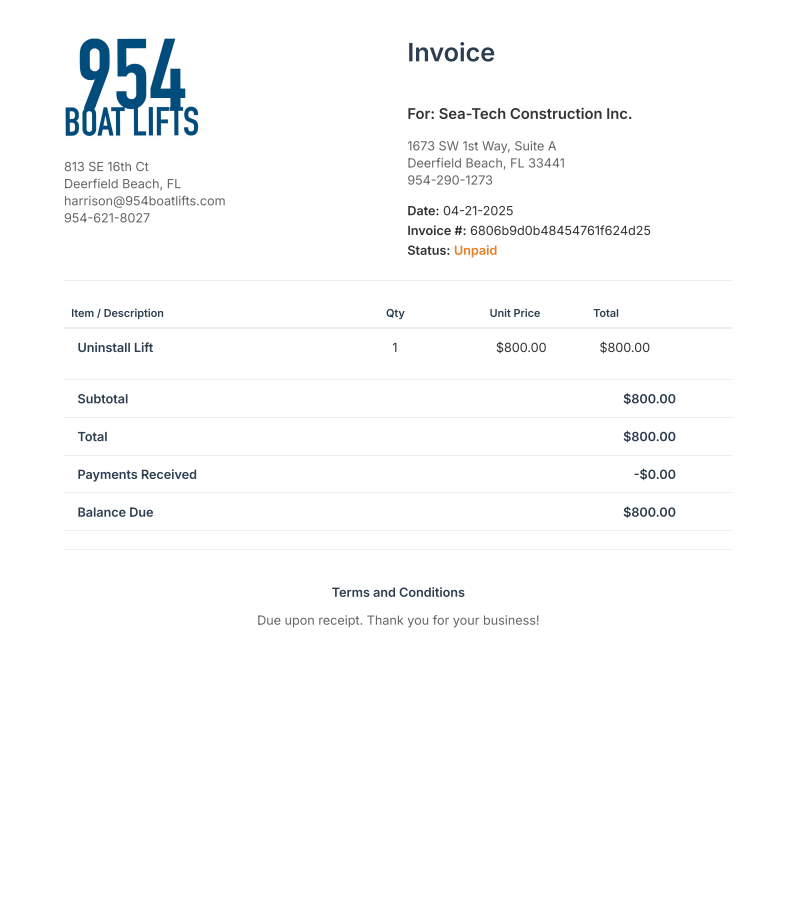 954
BOAT LIFTS
813 SE 16th Ct
Deerfield Beach, FL
harrison@954boatlifts.com
954-621-8027
Invoice
For: Sea-Tech Construction Inc.
1673 SW 1st Way, Suite A
Deerfield Beach, FL 33441
954-290-1273
Date: 04-21-2025
Invoice #: 6806b9d0b48454761f624d25
Status: Unpaid
Item / Description Qty Unit Price Total
Uninstall Lift 1 $800.00 $800.00
Subtotal $800.00
Total $800.00
Payments Received -$0.00
Balance Due $800.00
Terms and Conditions
Due upon receipt. Thank you for your business!